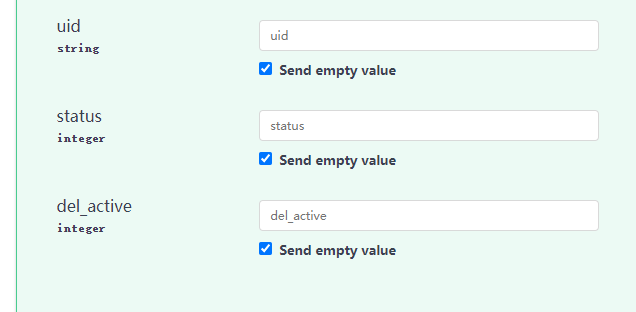 uid
uid
string
Send empty value
status
status
integer
Send empty value
del_active
del_active
integer
Send empty value